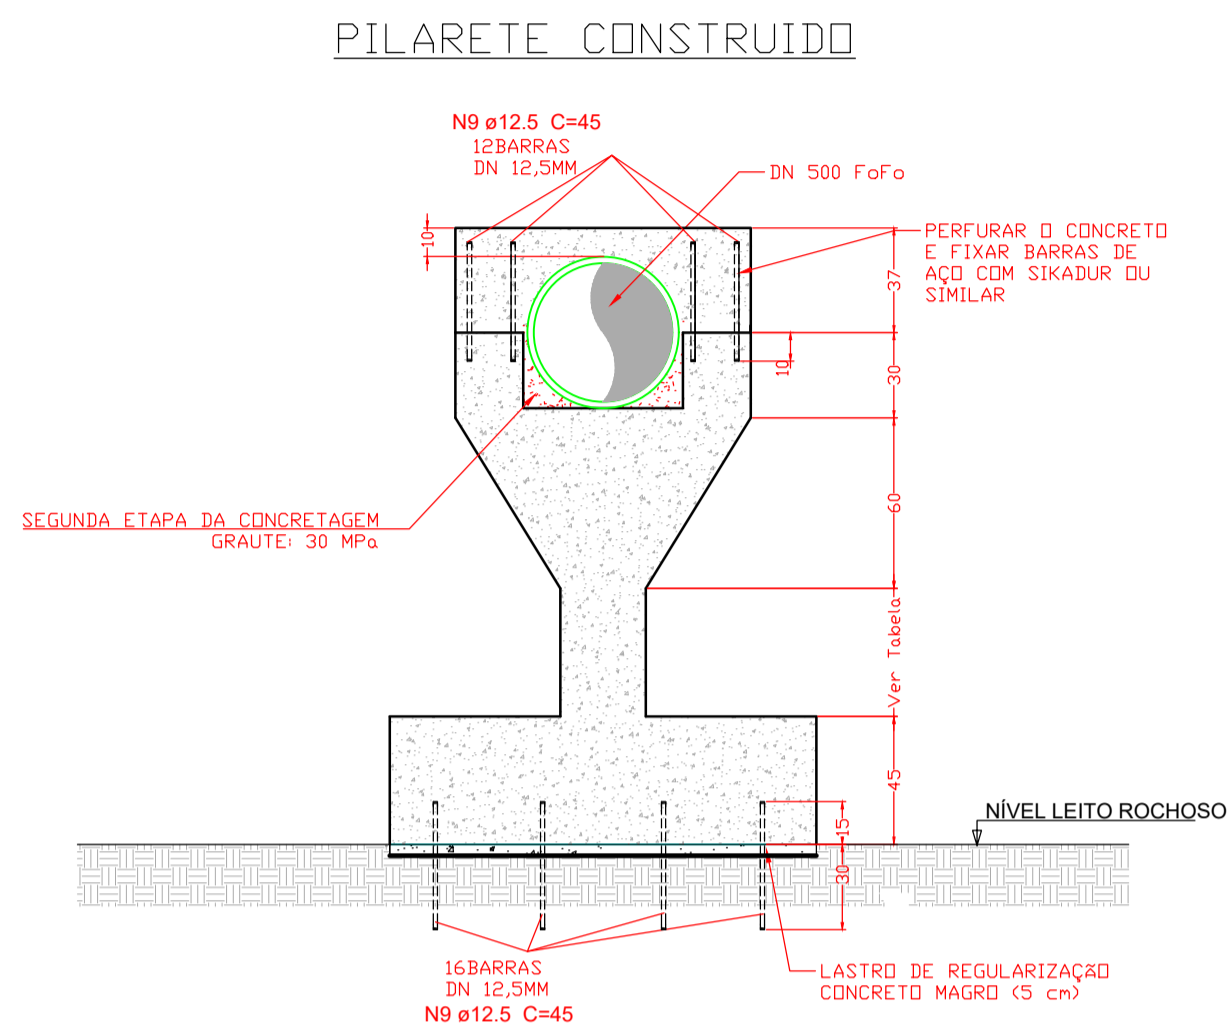 PILARETE CONSTRUIDO
N9 ø12.5 C=45
12BARRAS
DN 12,5MM
DN 500 FoFo
PERFURAR O CONCRETO
E FIXAR BARRAS DE
AÇO COM SIKADUR OU
SIMILAR
10
37
10
30
60
SEGUNDA ETAPA DA CONCRETAGEM
GRAUTE: 30 MPa
Ver Tabela
45
NÍVEL LEITO ROCHOSO
15
30
16BARRAS
DN 12,5MM
N9 ø12.5 C=45
LASTRO DE REGULARIZAÇÃO
CONCRETO MAGRO (5 cm)